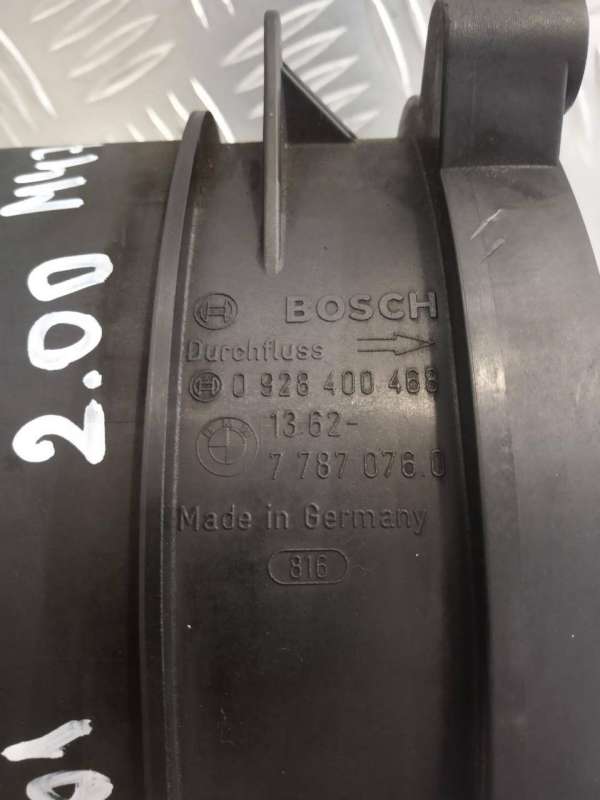 BOSCH
Durchfluss
0 928 400 468
13.62-
7 787 076.0
Made in Germany
816
2.00